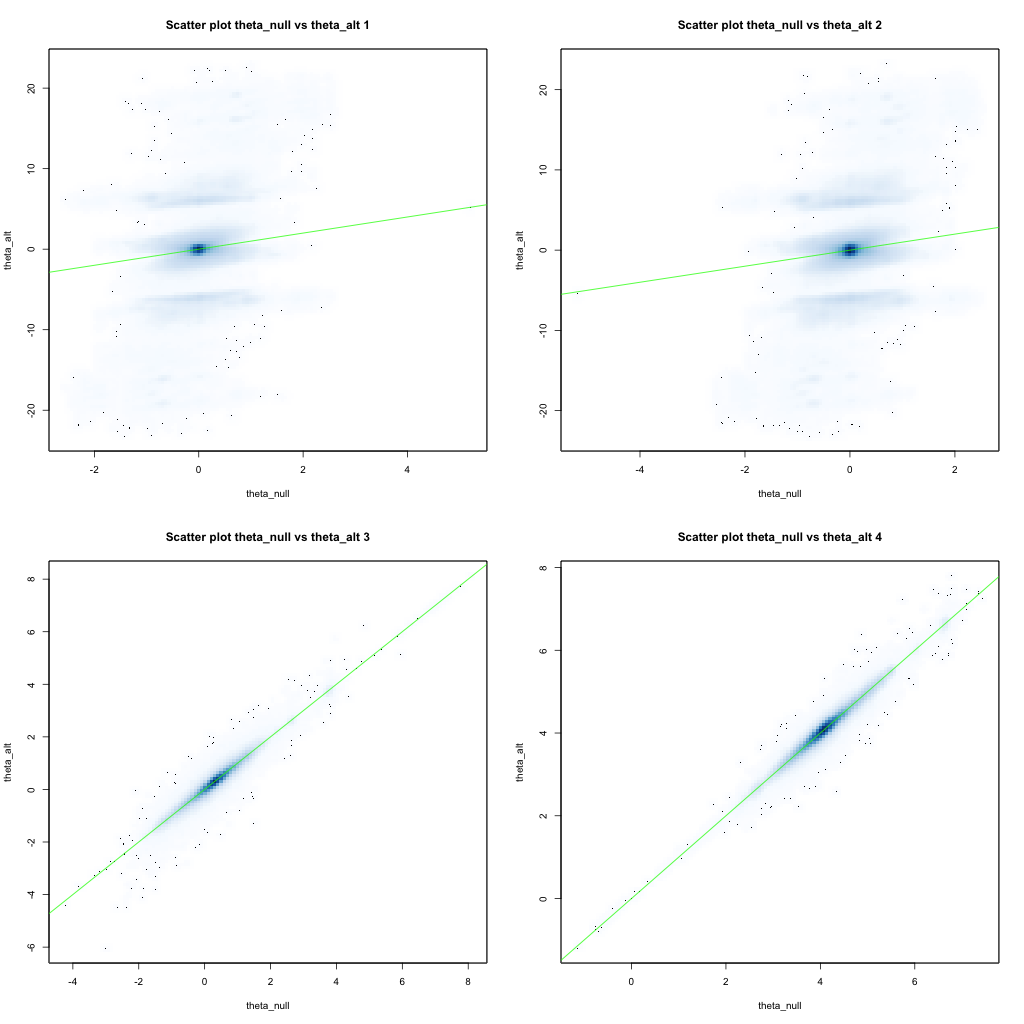 Scatter plot theta_null vs theta_alt 1
20
10
0
-10
-20
theta_alt
-2 0 2 4
theta_null
Scatter plot theta_null vs theta_alt 2
20
10
0
-10
-20
theta_alt
-4 -2 0 2
theta_null
Scatter plot theta_null vs theta_alt 3
8
6
4
2
0
-2
-4
-6
theta_alt
-4 -2 0 2 4 6 8
theta_null
Scatter plot theta_null vs theta_alt 4
8
6
4
2
0
theta_alt
0 2 4 6
theta_null